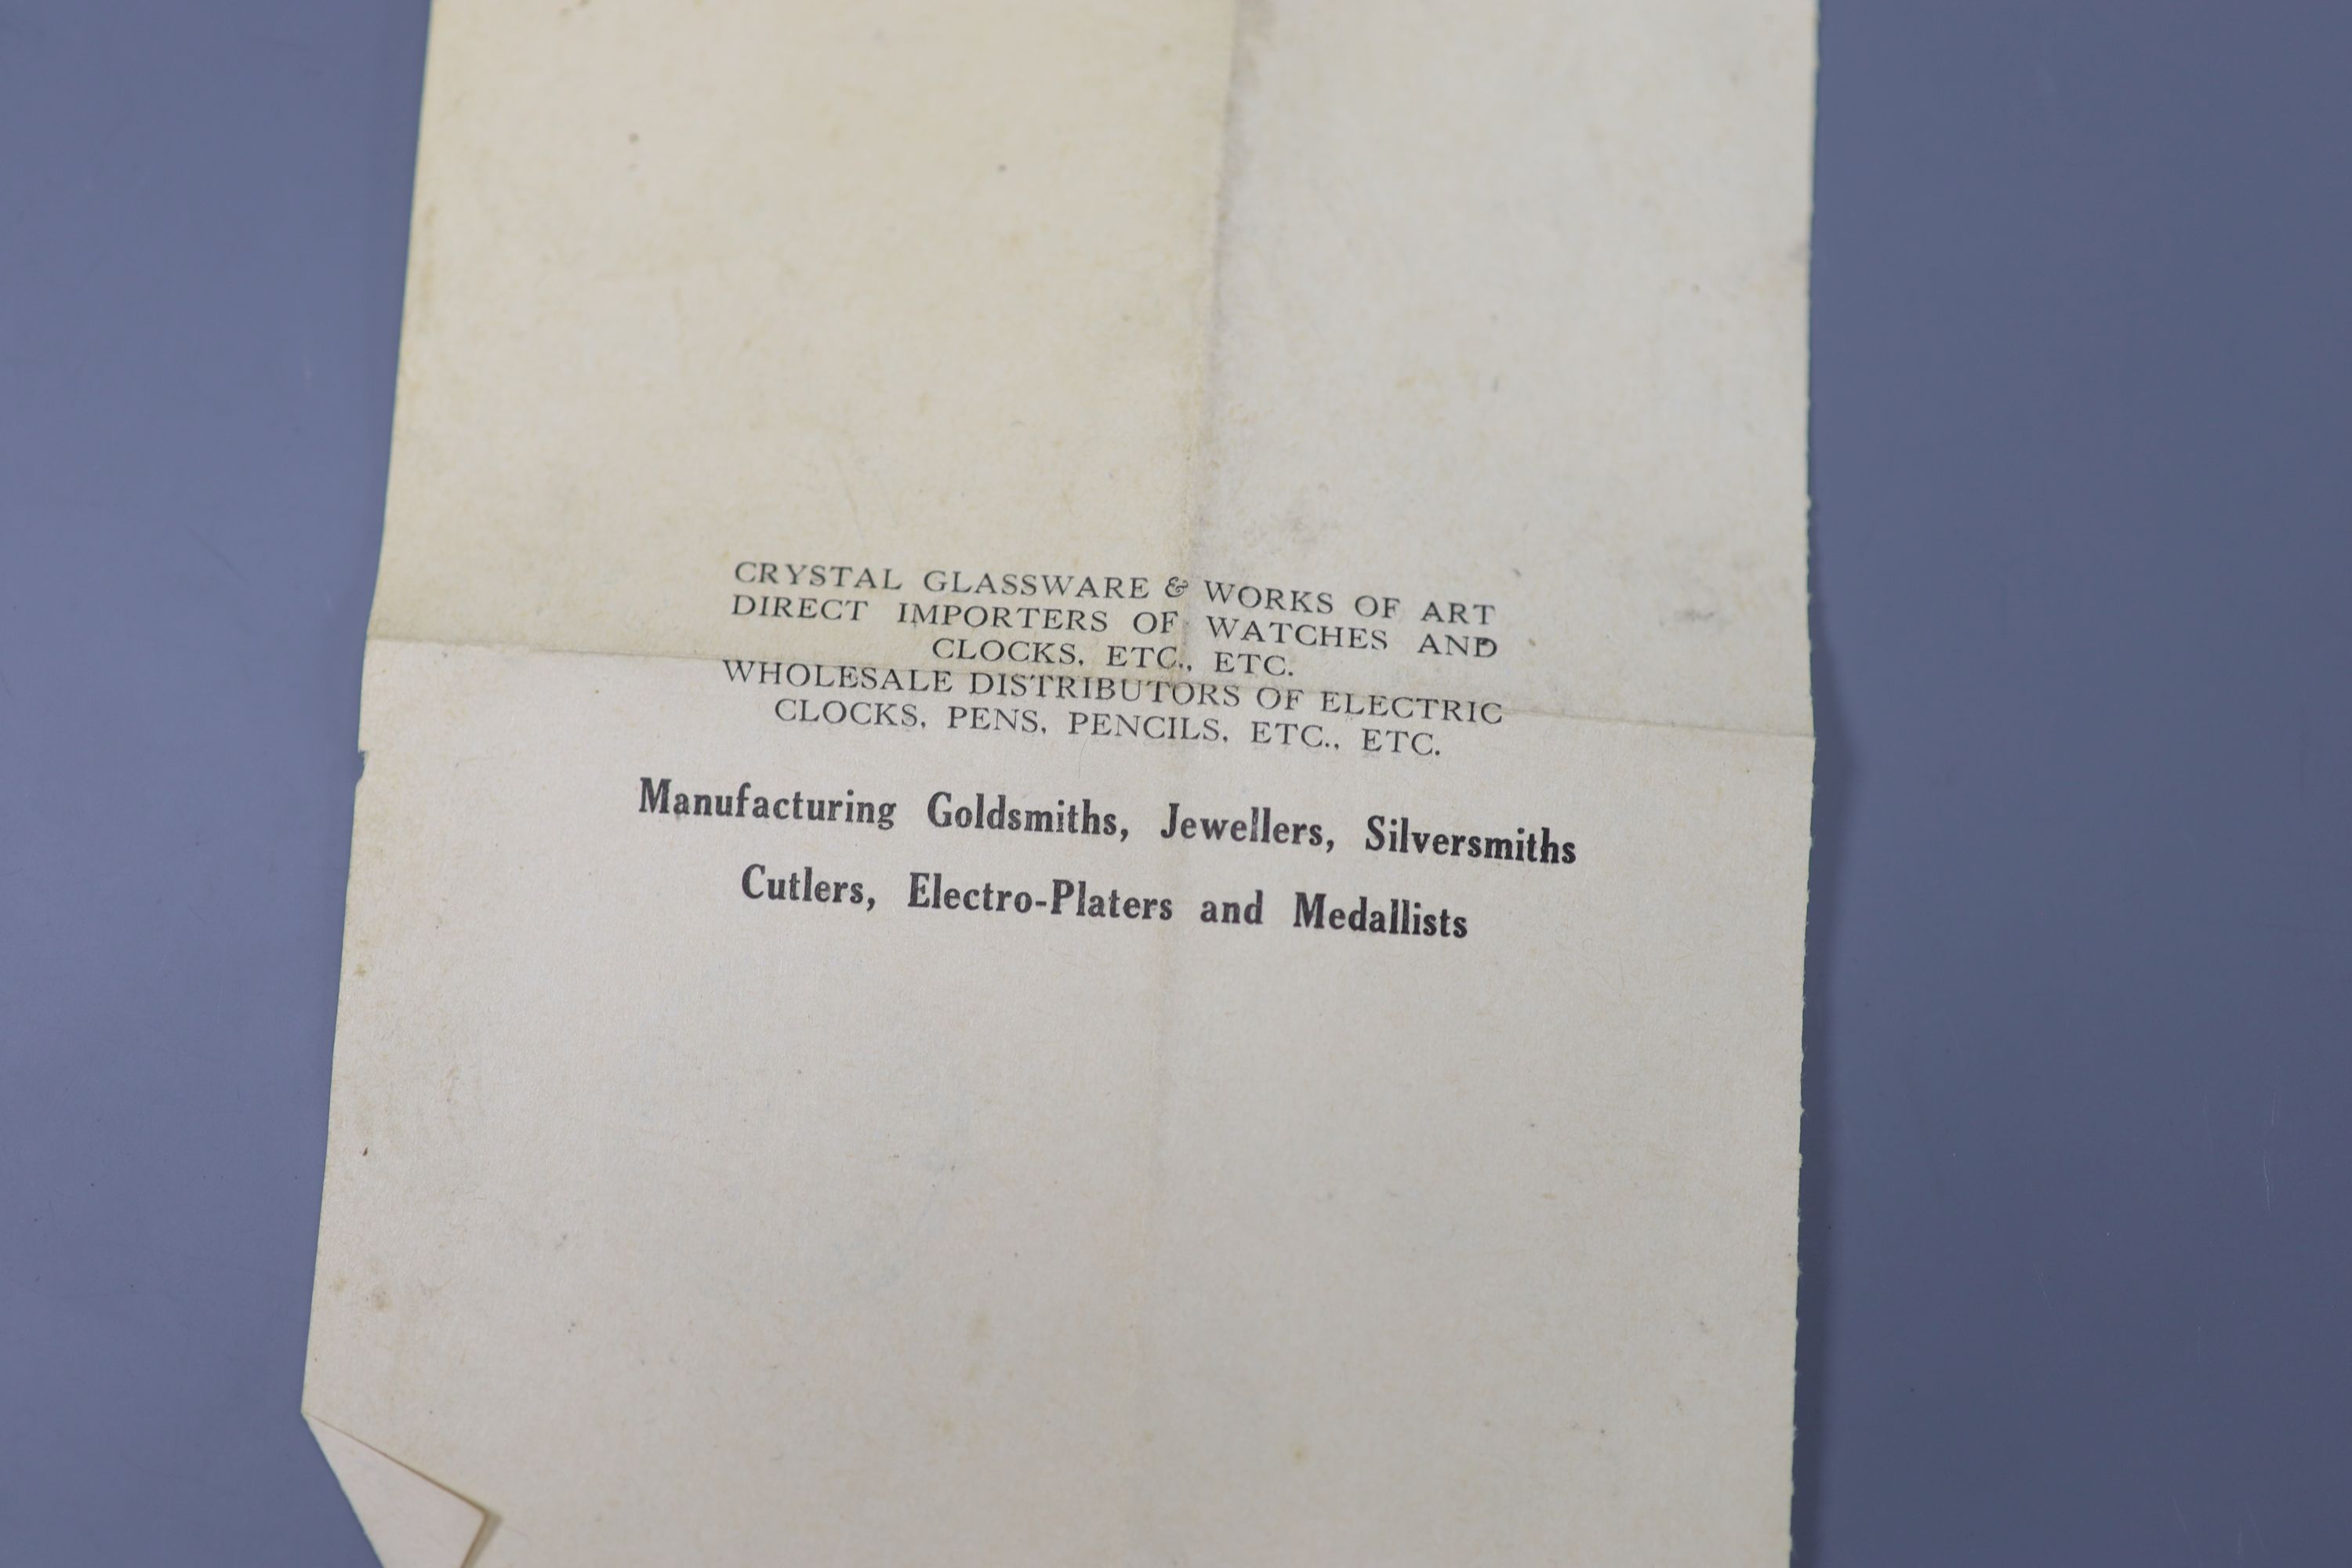 CRYSTAL GLASSWARE & WORKS OF ART
DIRECT IMPORTERS OF WATCHES AND
CLOCKS, ETC., ETC.
WHOLESALE DISTRIBUTORS OF ELECTRIC
CLOCKS, PENS, PENCILS, ETC., ETC.
Manufacturing Goldsmiths, Jewellers, Silversmiths
Cutlers, Electro-Platers and Medallists